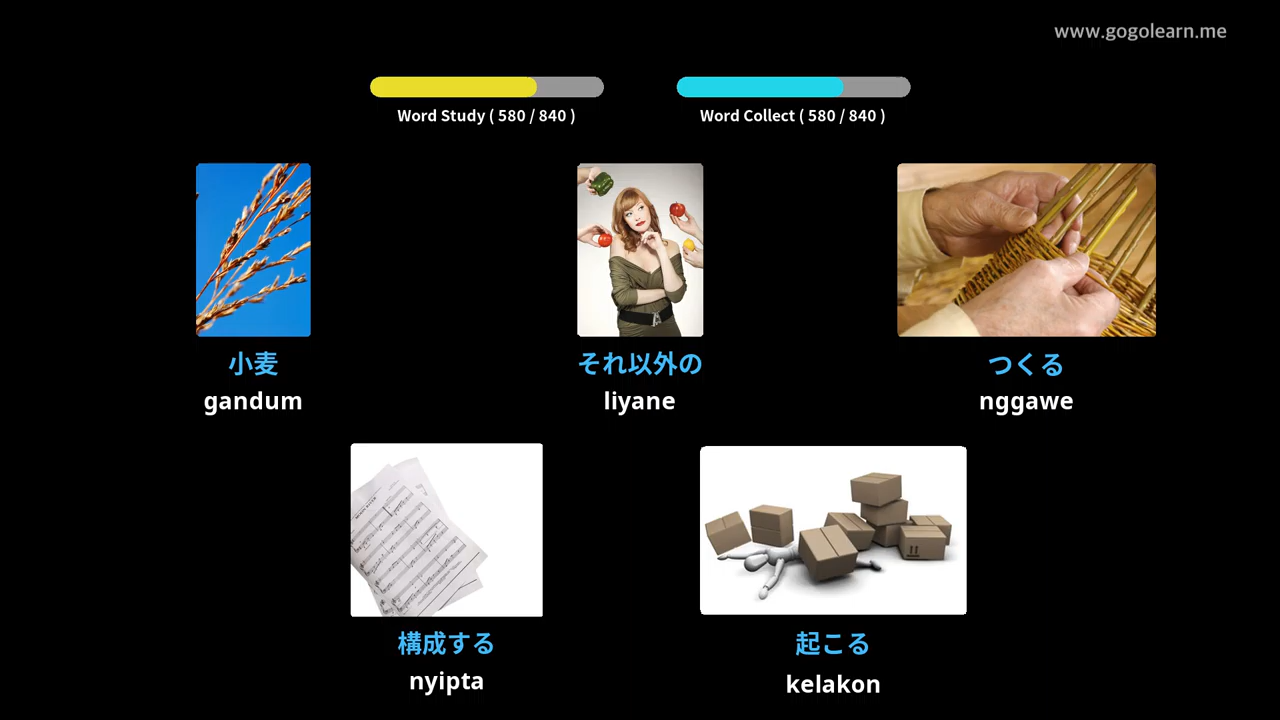 www.gogolearn.me
Word Study ( 580 / 840 )
Word Collect ( 580 / 840 )
小麦
gandum
それ以外の
liyane
つくる
nggawe
構成する
nyipta
起こる
kelakon